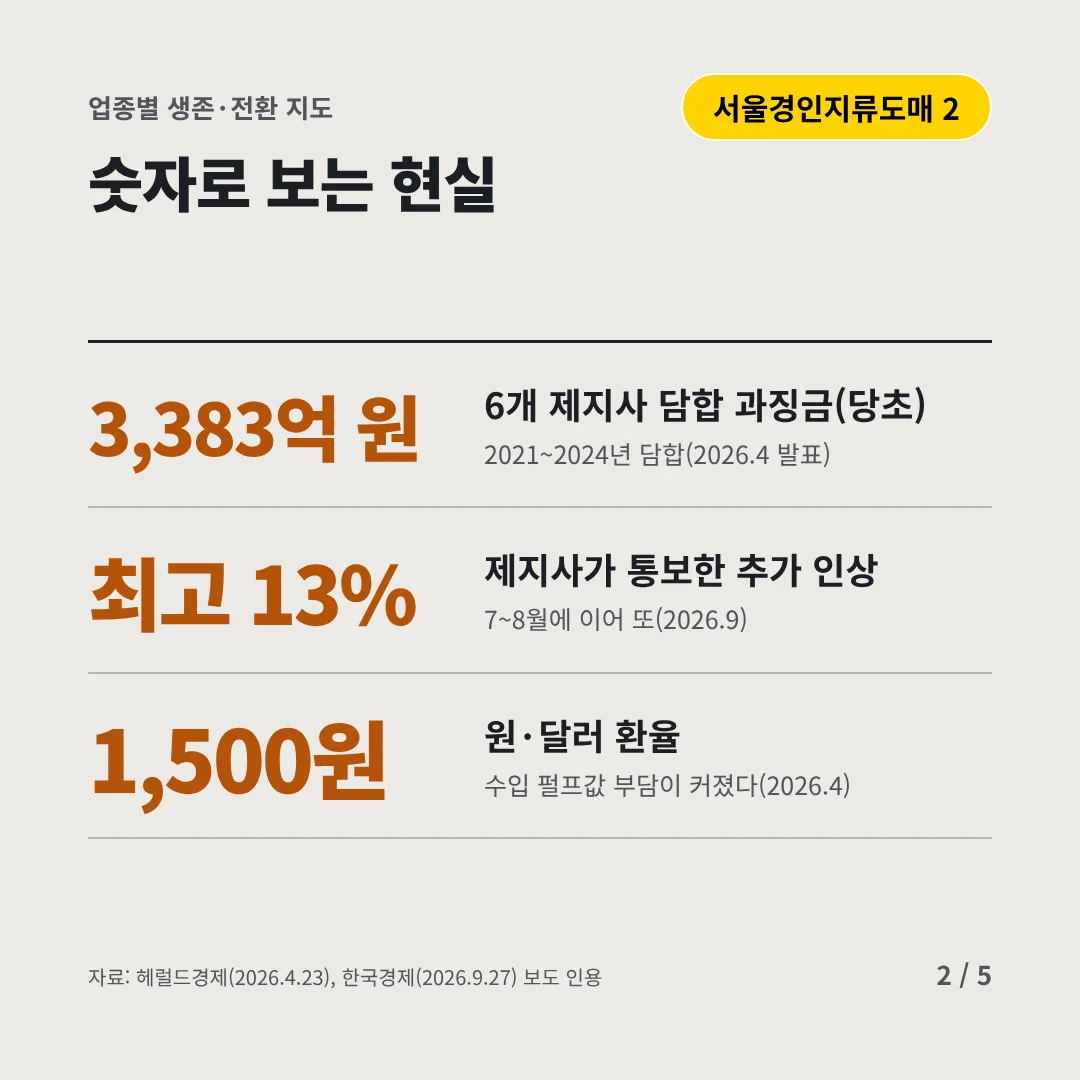 업종별 생존·전환 지도
서울경인지류도매 2
숫자로 보는 현실
3,383억 원
6개 제지사 담합 과징금(당초)
2021~2024년 담합(2026.4 발표)
최고 13%
제지사가 통보한 추가 인상
7~8월에 이어 또(2026.9)
1,500원
원·달러 환율
수입 펄프값 부담이 커졌다(2026.4)
자료: 헤럴드경제(2026.4.23), 한국경제(2026.9.27) 보도 인용
2 / 5